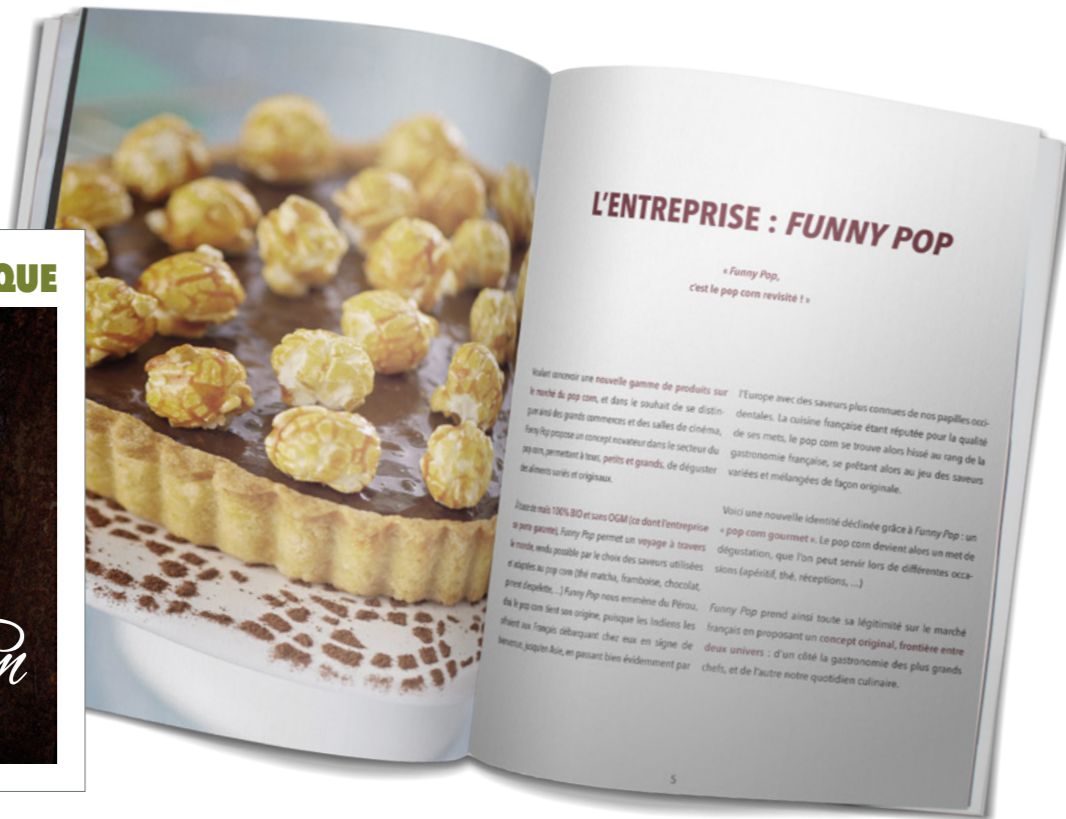 QUE
n
L'ENTREPRISE : FUNNY POP
« Funny Pop,
c'est le pop corn revisité ! »
Voulant concevoir une nouvelle gamme de produits sur
le marché du pop corn, et dans le souhait de se distin-
guer ainsi des grands commerces et des salles de cinéma,
Funny Pop propose un concept novateur dans le secteur du
pop corn, permettant à tous, petits et grands, de déguster
des aliments variés et originaux.
À base de maïs 100% BIO et sans OGM (ce dont l'entreprise
se porte garante), Funny Pop permet un voyage à travers
le monde, rendu possible par le choix des saveurs utilisées
et adaptées au pop corn (thé matcha, framboise, chocolat,
piment d'espelette, ...) Funny Pop nous emmène du Pérou,
d'où le pop corn tient son origine, puisque les Indiens les
offraient aux Français débarquant chez eux en signe de
bienvenue, jusqu'en Asie, en passant bien évidemment par
l'Europe avec des saveurs plus connues de nos papilles occi-
dentales. La cuisine française étant réputée pour la qualité
de ses mets, le pop corn se trouve alors hissé au rang de la
gastronomie française, se prêtant alors au jeu des saveurs
variées et mélangées de façon originale.
Voici une nouvelle identité déclinée grâce à Funny Pop : un
« pop corn gourmet ». Le pop corn devient alors un met de
dégustation, que l'on peut servir lors de différentes occa-
sions (apéritif, thé, réceptions, ...)
Funny Pop prend ainsi toute sa légitimité sur le marché
français en proposant un concept original, frontière entre
deux univers : d'un côté la gastronomie des plus grands
chefs, et de l'autre notre quotidien culinaire.
5